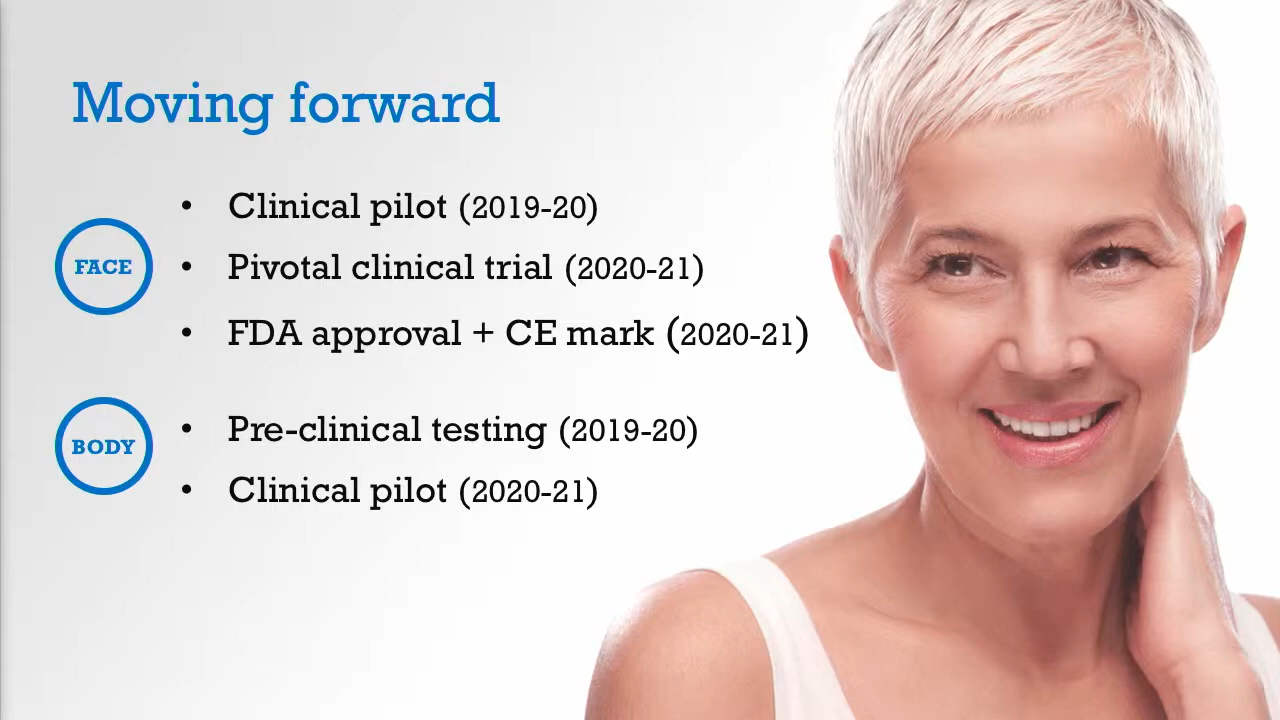 Moving forward
FACE
• Clinical pilot (2019-20)
• Pivotal clinical trial (2020-21)
• FDA approval + CE mark (2020-21)
BODY
• Pre-clinical testing (2019-20)
• Clinical pilot (2020-21)